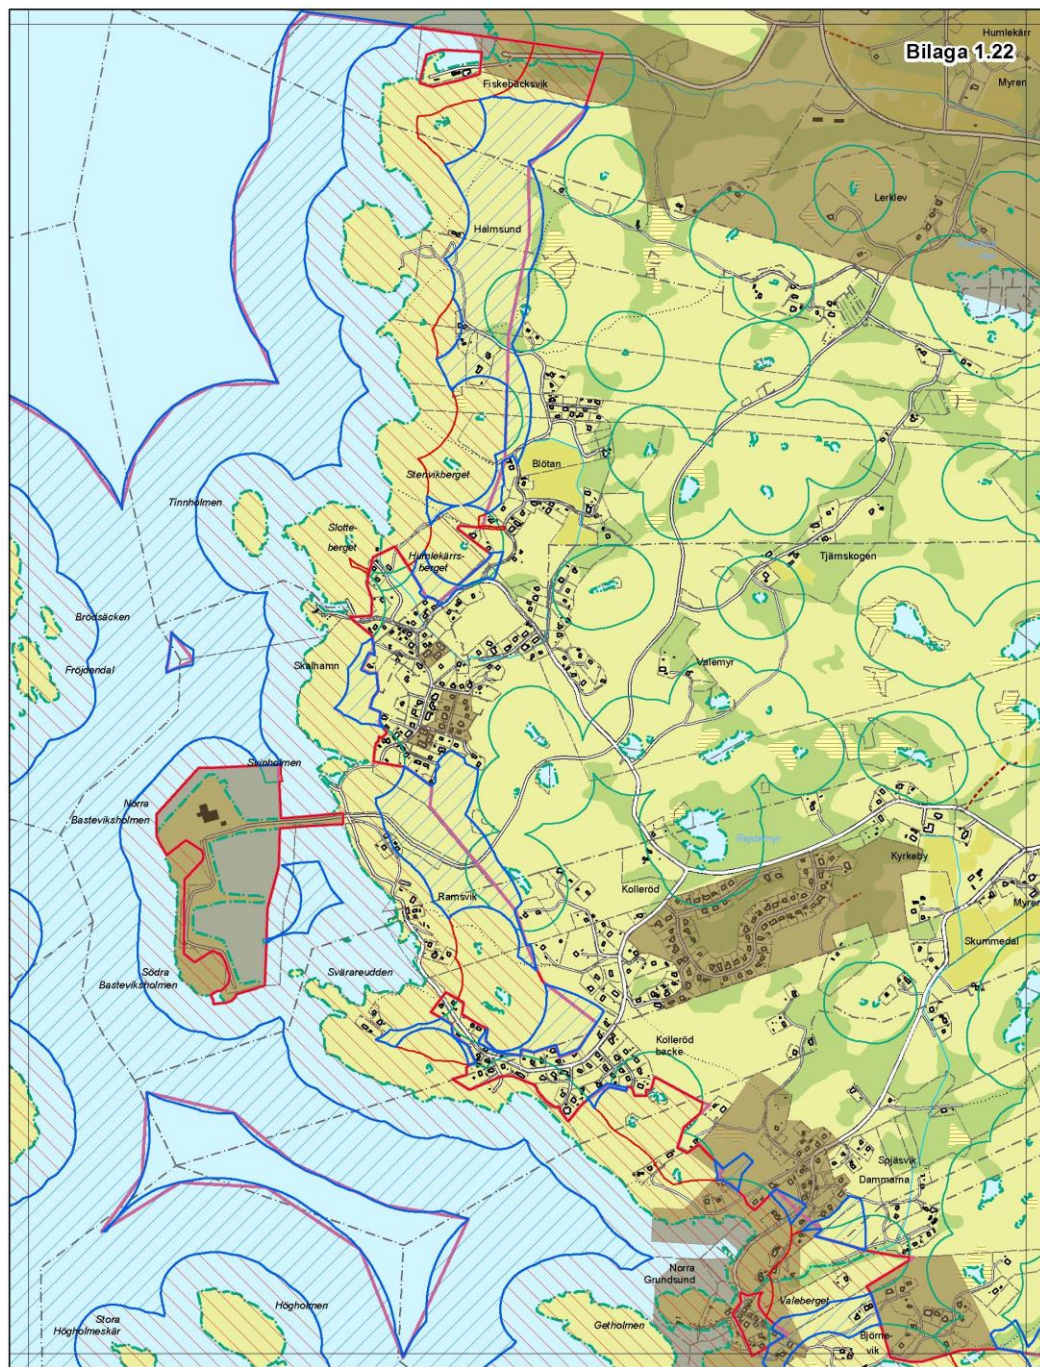 Humlekärr
Bilaga 1.22
Myren
Fiskebäcksvik
Lerklev
Halmsund
Stenvikberget
Blötan
Tinnholmen
Slotte-
berget
Humlekärrs-
berget
Tjärnskogen
Brödsäcken
Fröjdendal
Skalhamn
Valemyr
Svinholmen
Norra
Basteviksholmen
Röjdemyr
Kyrkeby
Kolleröd
Ramsvik
Myren
Skummedal
Södra
Basteviksholmen
Svärareudden
Kolleröd
backe
Spjäsvik
Dammarna
Norra
Grundsund
Valeberget
Högholmen
Stora
Högholmeskär
Getholmen
Björne-
vik